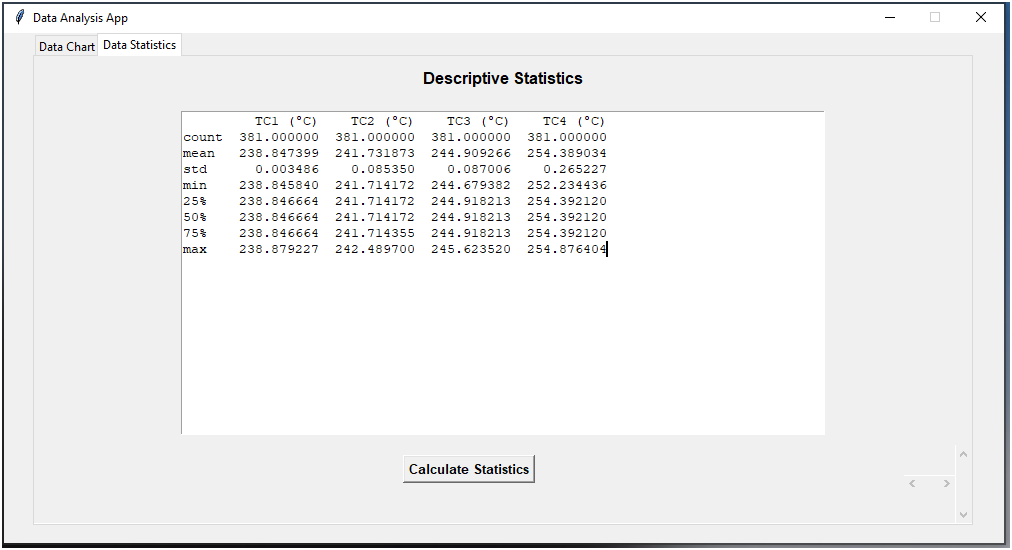 Data Analysis App
Data Chart Data Statistics
Descriptive Statistics
TC1 (°C) TC2 (°C) TC3 (°C) TC4 (°C)
count 381.000000 381.000000 381.000000 381.000000
mean 238.847399 241.731873 244.909266 254.389034
std 0.003486 0.085350 0.087006 0.265227
min 238.845840 241.714172 244.679382 252.234436
25% 238.846664 241.714172 244.918213 254.392120
50% 238.846664 241.714172 244.918213 254.392120
75% 238.846664 241.714355 244.918213 254.392120
max 238.879227 242.489700 245.623520 254.876404
Calculate Statistics